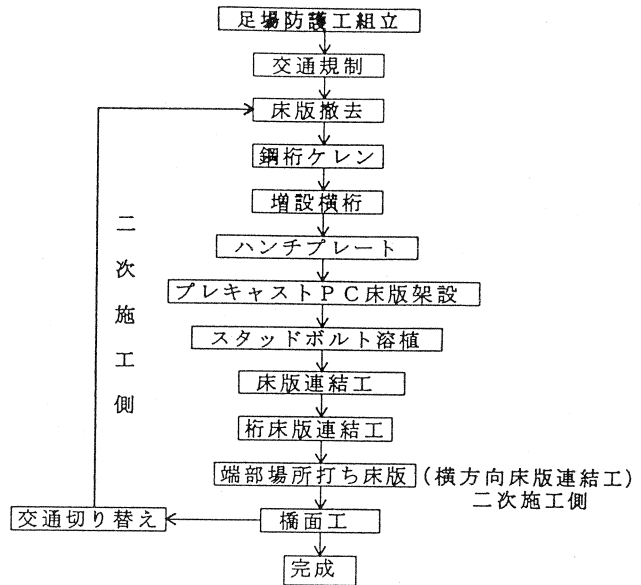 足場防護工組立
交通規制
床版撤去
鋼桁ケレン
増設横桁
ハンチプレート
プレキャストPC床版架設
スタッドボルト溶植
床版連結工
桁床版連結工
端部場所打ち床版 (横方向床版連結工)
二次施工側
交通切り替え
橋面工
完成
二次施工側